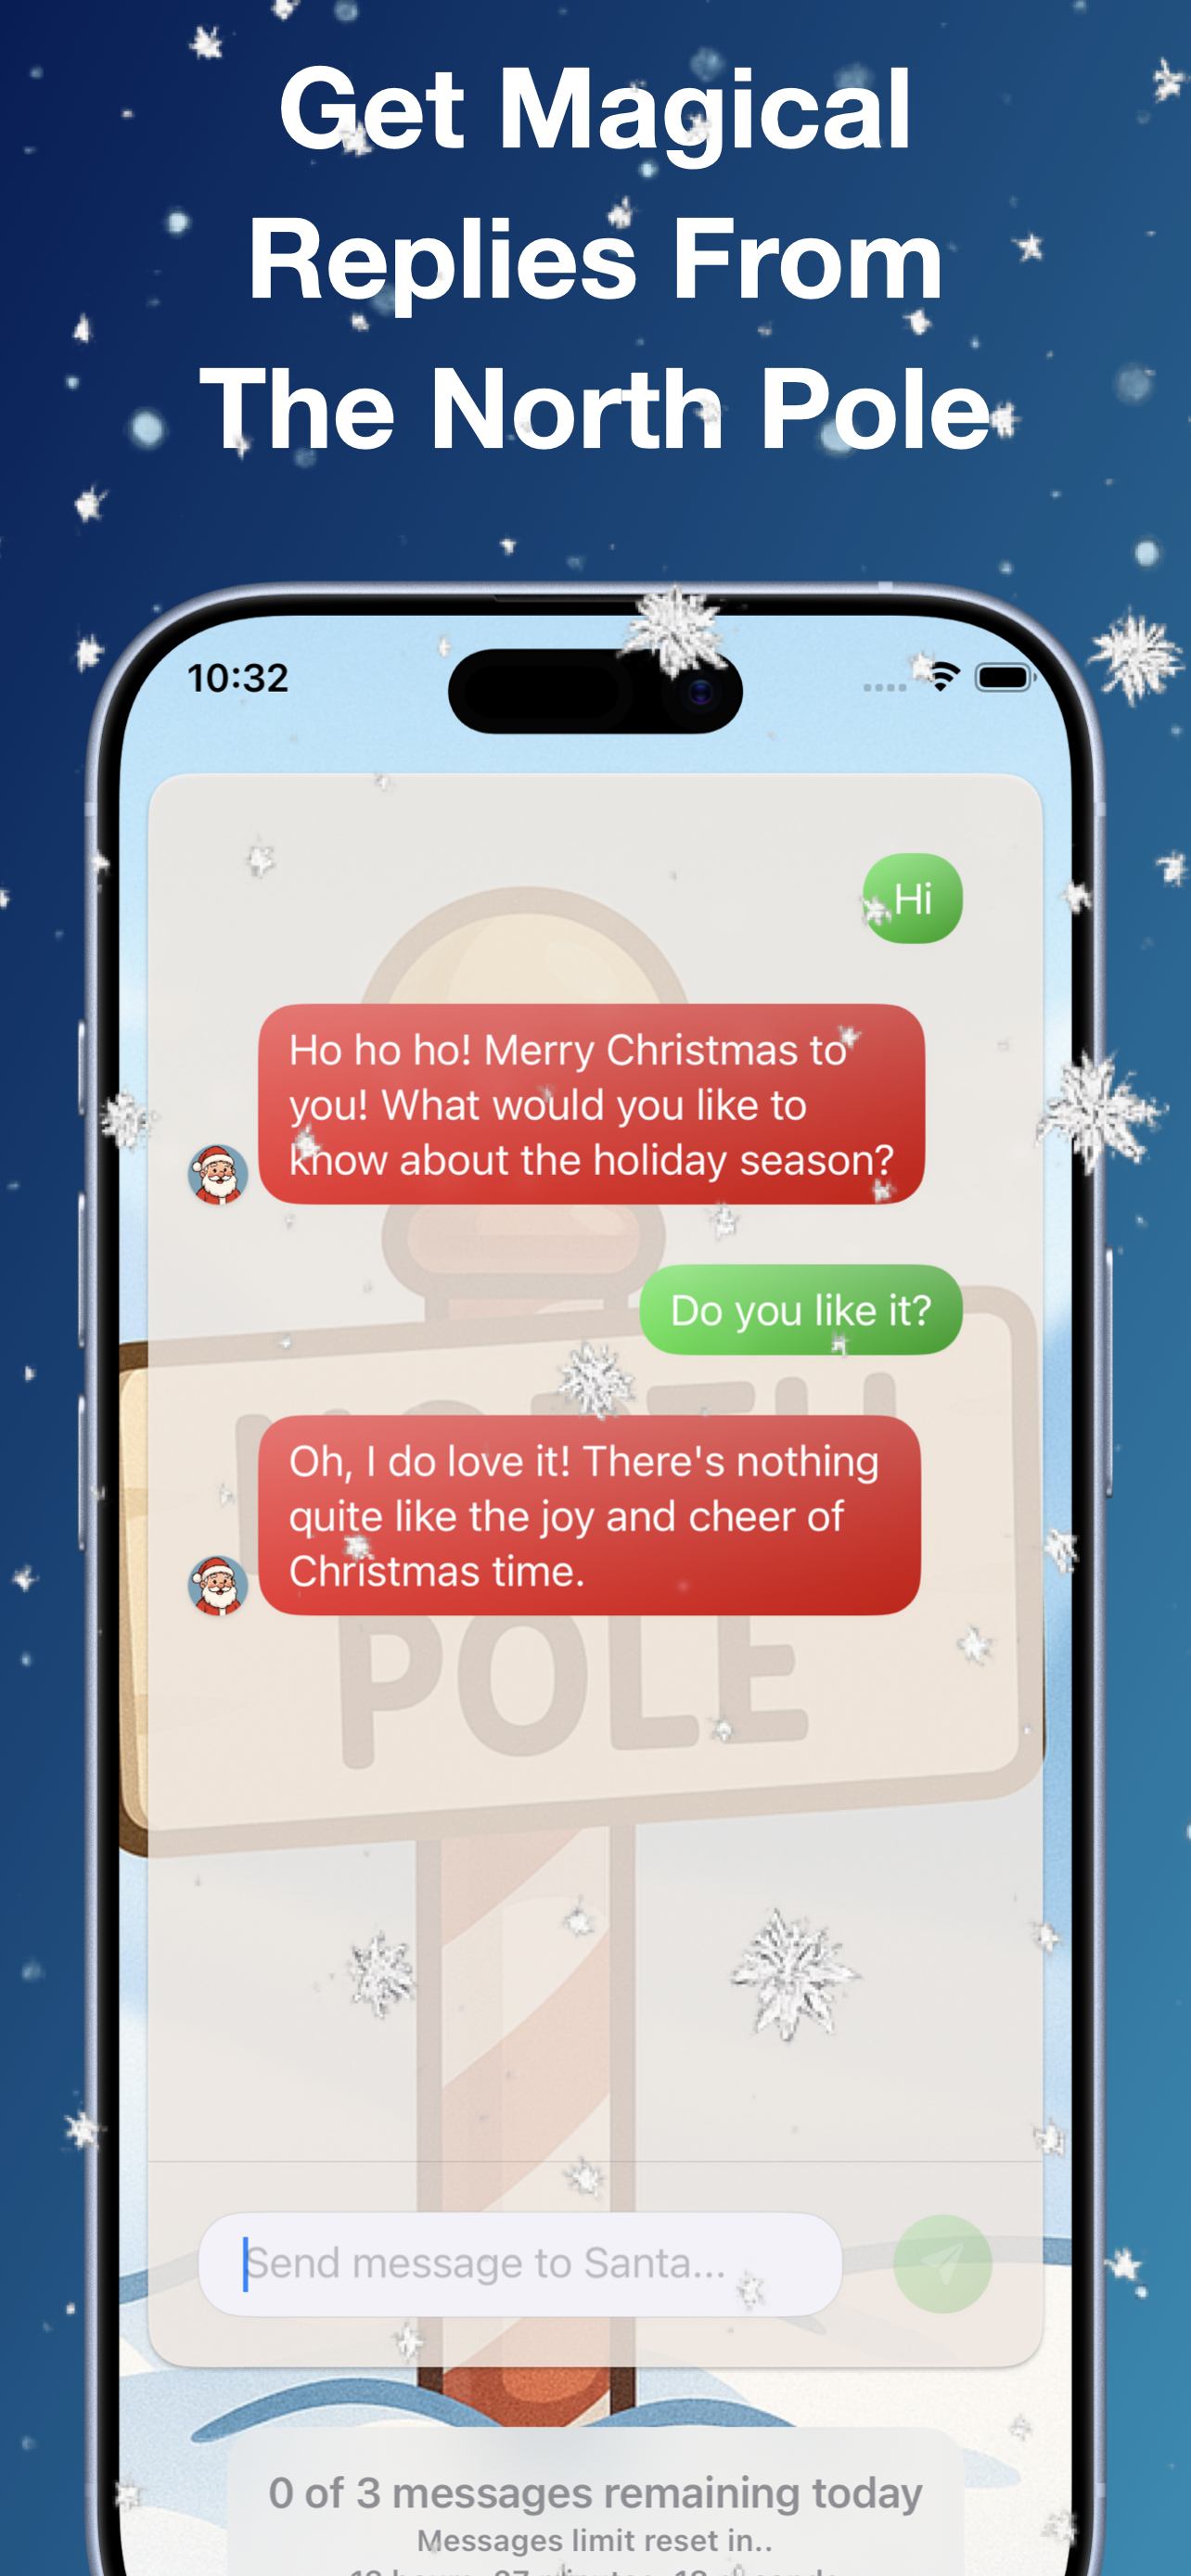 Get Magical
Replies From
The North Pole
10:32
Hi
Ho ho ho! Merry Christmas to
you! What would you like to
know about the holiday season?
Do you like it?
Oh, I do love it! There's nothing
quite like the joy and cheer of
Christmas time.
NORTH
POLE
Send message to Santa...
0 of 3 messages remaining today
Messages limit reset in..